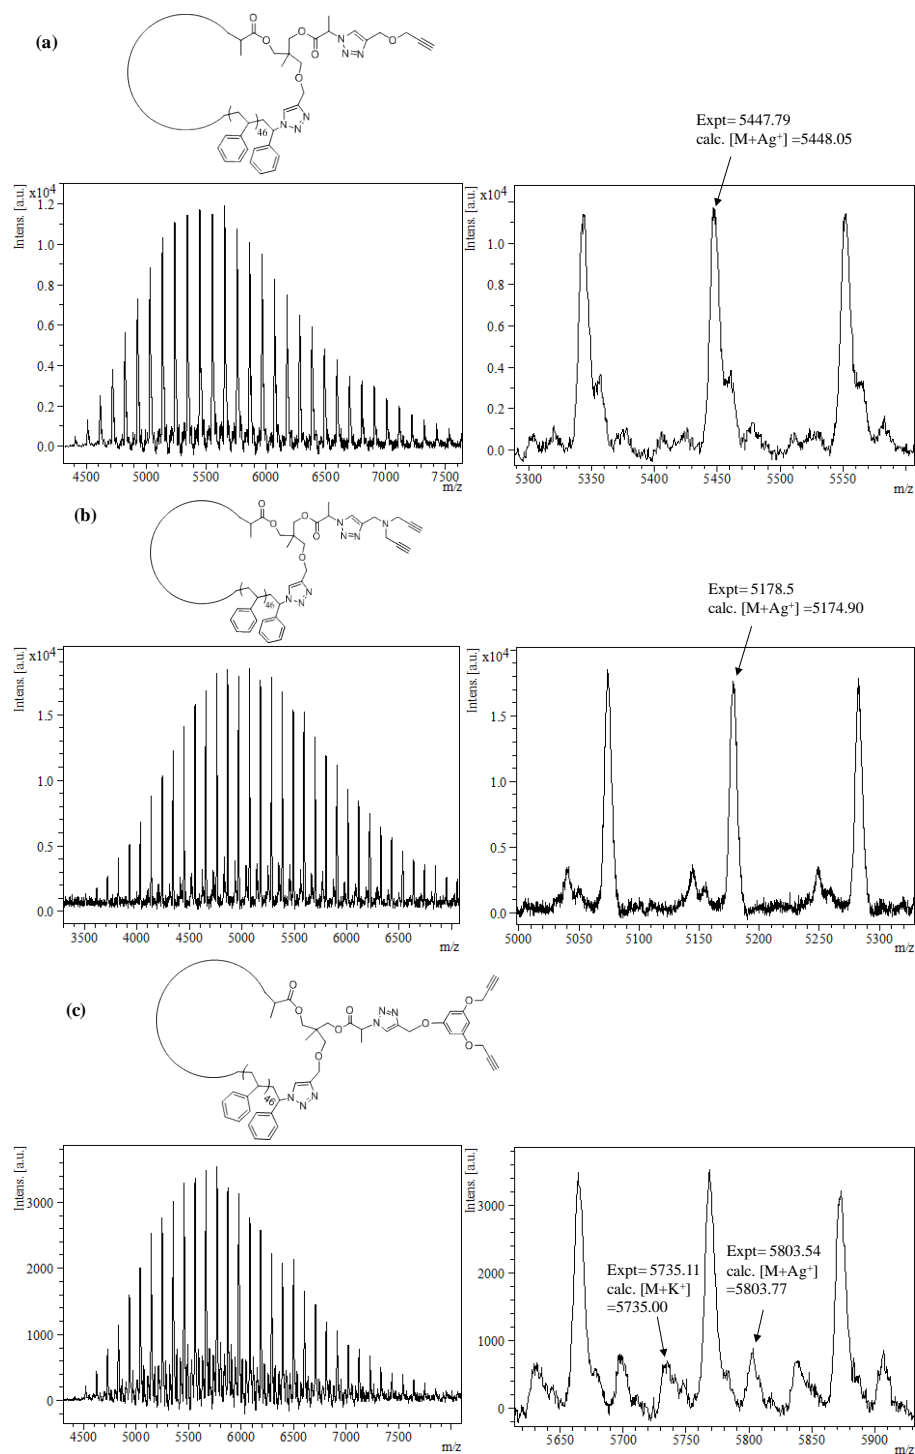 (a)
O
O
O
O
N
N=N
O
O
46
N
N
N
Expt= 5447.79
calc. [M+Ag⁺] =5448.05
x10⁴
Intens. [a.u.]
1.2
1.0
0.8
0.6
0.4
0.2
0.0
4500 5000 5500 6000 6500 7000 7500
m/z
x10⁴
Intens. [a.u.]
1.2
1.0
0.8
0.6
0.4
0.2
0.0
5300 5350 5400 5450 5500 5550
m/z
(b)
O
O
O
O
N
N=N
N
O
46
N
N
N
Expt= 5178.5
calc. [M+Ag⁺] =5174.90
x10⁴
Intens. [a.u.]
1.5
1.0
0.5
0.0
3500 4000 4500 5000 5500 6000 6500
m/z
x10⁴
Intens. [a.u.]
1.5
1.0
0.5
0.0
5000 5050 5100 5150 5200 5250 5300
m/z
(c)
O
O
O
O
N
N=N
O
O
O
O
46
N
N
N
Intens. [a.u.]
3000
2000
1000
0
4500 5000 5500 6000 6500 7000 7500
m/z
Intens. [a.u.]
3000
2000
1000
0
Expt= 5735.11
calc. [M+K⁺]
=5735.00
Expt= 5803.54
calc. [M+Ag⁺]
=5803.77
5650 5700 5750 5800 5850 5900
m/z